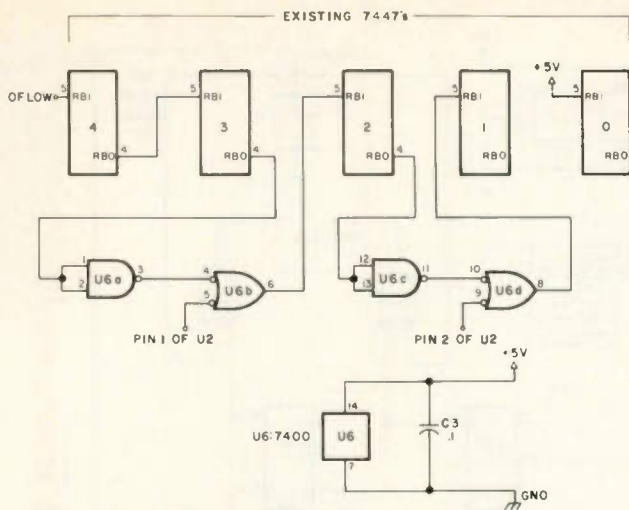 EXISTING 7447's
+5V
OFLOW 5 RBI 5 RBI 5 RBI 5 RBI 5 RBI
4 3 2 1 0
RBO 4 RBO 4 RBO 4 RBO RBO
1 2 U6a 3 4 5 U6b 6 12 13 U6c 11 10 9 U6d 8
PIN 1 OF U2 PIN 2 OF U2
+5V
14
U6:7400 U6 C3
.1
7
GND